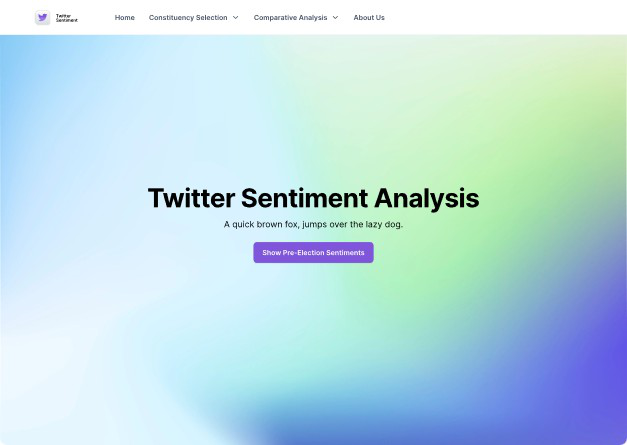 Twitter
Sentiment
Home
Constituency Selection
Comparative Analysis
About Us
Twitter Sentiment Analysis
A quick brown fox, jumps over the lazy dog.
Show Pre-Election Sentiments